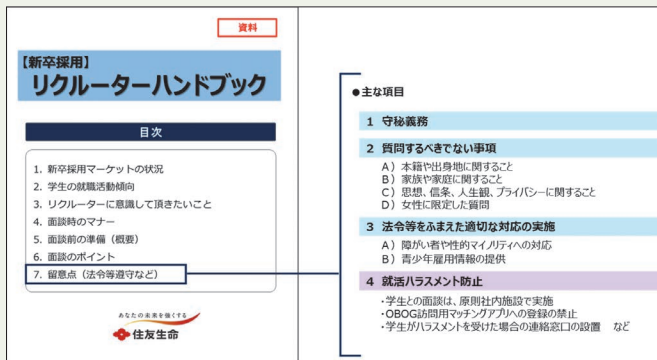 資料
【新卒採用】
リクルーターハンドブック
目次
1. 新卒採用マーケットの状況
2. 学生の就職活動傾向
3. リクルーターに意識して頂きたいこと
4. 面談時のマナー
5. 面談前の準備（概要）
6. 面談のポイント
7. 留意点（法令等遵守など）
あなたの未来を強くする
住友生命
●主な項目
1 守秘義務
2 質問するべきでない事項
A）本籍や出身地に関すること
B）家族や家庭に関すること
C）思想、信条、人生観、プライバシーに関すること
D）女性に限定した質問
3 法令等をふまえた適切な対応の実施
A）障がい者や性的マイノリティへの対応
B）青少年雇用情報の提供
4 就活ハラスメント防止
・学生との面談は、原則社内施設で実施
・OBOG訪問用マッチングアプリへの登録の禁止
・学生がハラスメントを受けた場合の連絡窓口の設置 など